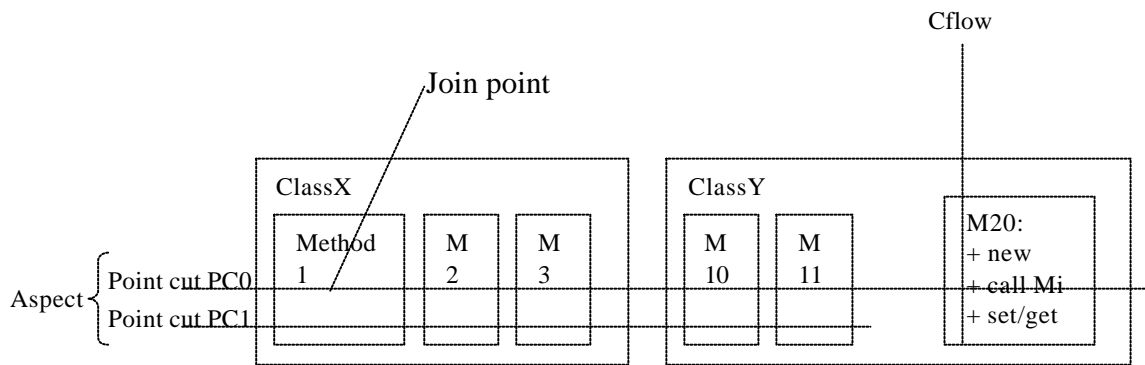 Cflow
Join point
ClassX
ClassY
Method
1
M
2
M
3
M
10
M
11
M20:
+ new
+ call Mi
+ set/get
Aspect
Point cut PC0
Point cut PC1